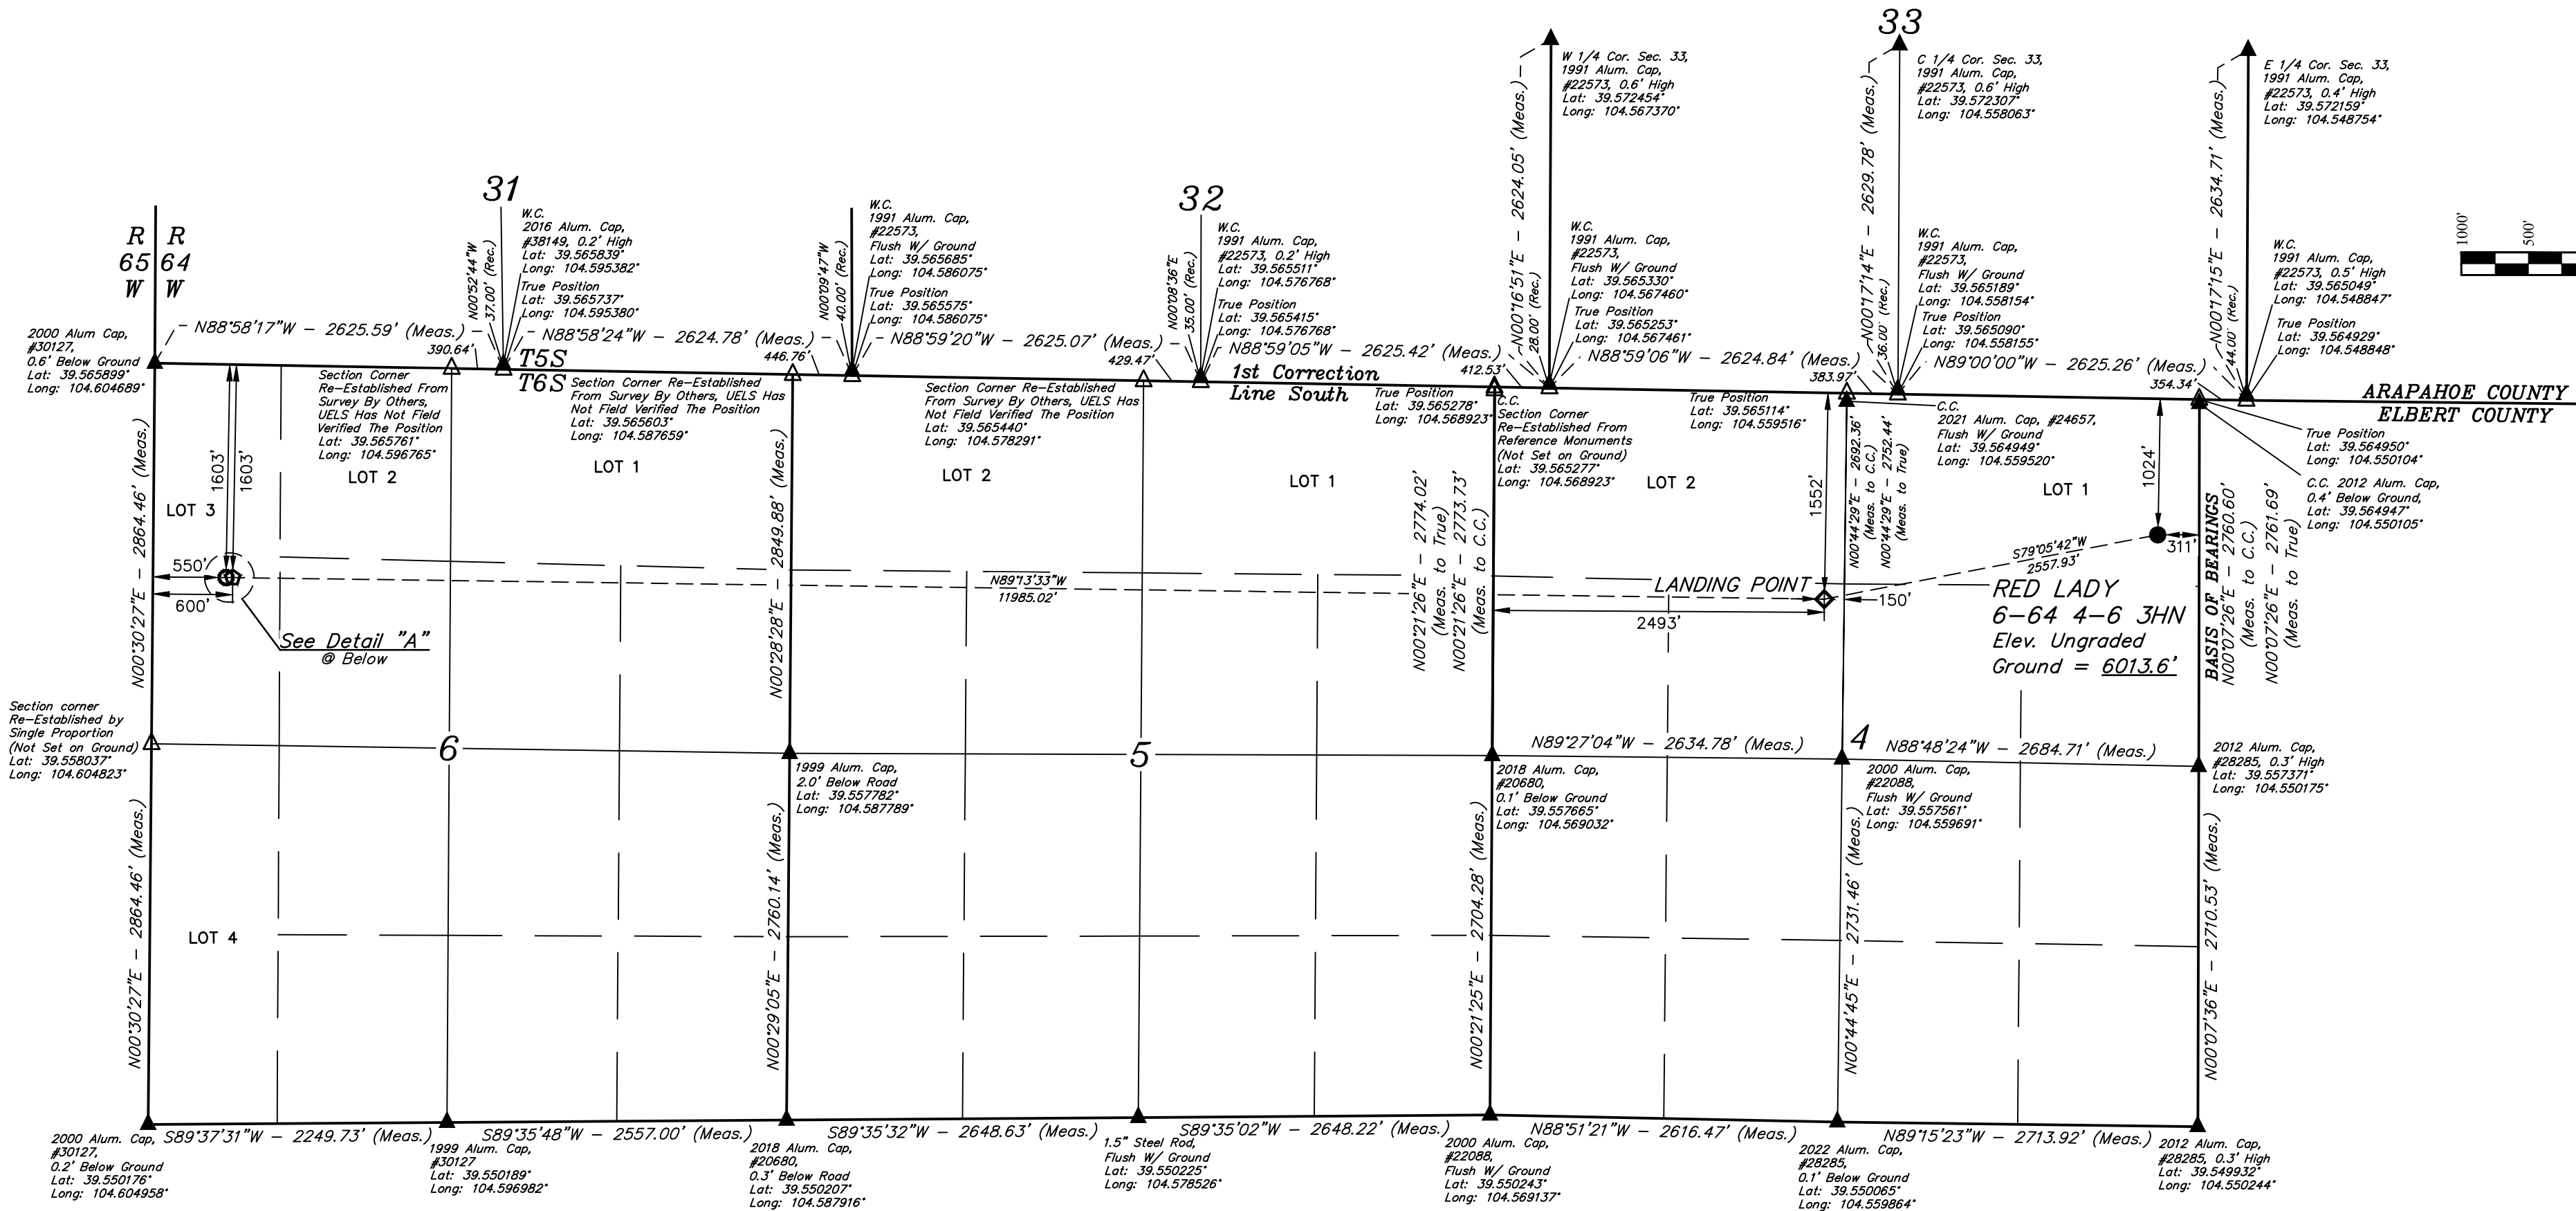 33
W 1/4 Cor. Sec. 33,
1991 Alum. Cap,
#22573, 0.6' High
Lat: 39.572454°
Long: 104.567370°
C 1/4 Cor. Sec. 33,
1991 Alum. Cap,
#22573, 0.6' High
Lat: 39.572307°
Long: 104.558063°
E 1/4 Cor. Sec. 33,
1991 Alum. Cap,
#22573, 0.4' High
Lat: 39.572159°
Long: 104.548754°
N00°16'51"E - 2624.05' (Meas.)
N00°17'14"E - 2629.78' (Meas.)
N00°17'15"E - 2634.71' (Meas.)
1000'
500'
31
32
R R
65 64
W W
N00°52'44"W
37.00' (Rec.)
W.C.
2016 Alum. Cap,
#38149, 0.2' High
Lat: 39.565839°
Long: 104.595382°
True Position
Lat: 39.565737°
Long: 104.595380°
N00°09'47"W
40.00' (Rec.)
W.C.
1991 Alum. Cap,
#22573,
Flush W/ Ground
Lat: 39.565685°
Long: 104.586075°
True Position
Lat: 39.565575°
Long: 104.586075°
N00°08'36"E
35.00' (Rec.)
W.C.
1991 Alum. Cap,
#22573, 0.2' High
Lat: 39.565511°
Long: 104.576768°
True Position
Lat: 39.565415°
Long: 104.576768°
28.00' (Rec.)
W.C.
1991 Alum. Cap,
#22573,
Flush W/ Ground
Lat: 39.565330°
Long: 104.567460°
True Position
Lat: 39.565253°
Long: 104.567461°
36.00' (Rec.)
W.C.
1991 Alum. Cap,
#22573,
Flush W/ Ground
Lat: 39.565189°
Long: 104.558154°
True Position
Lat: 39.565090°
Long: 104.558155°
44.00' (Rec.)
W.C.
1991 Alum. Cap,
#22573, 0.5' High
Lat: 39.565049°
Long: 104.548847°
True Position
Lat: 39.564929°
Long: 104.548848°
2000 Alum Cap,
#30127,
0.6' Below Ground
Lat: 39.565899°
Long: 104.604689°
N88°58'17"W - 2625.59' (Meas.)
390.64'
N88°58'24"W - 2624.78' (Meas.)
446.76'
N88°59'20"W - 2625.07' (Meas.)
429.47'
N88°59'05"W - 2625.42' (Meas.)
412.53'
N88°59'06"W - 2624.84' (Meas.)
383.97'
N89°00'00"W - 2625.26' (Meas.)
354.34'
T5S
T6S
1st Correction
Line South
ARAPAHOE COUNTY
ELBERT COUNTY
Section Corner
Re-Established From
Survey By Others,
UELS Has Not Field
Verified The Position
Lat: 39.565761°
Long: 104.596765°
Section Corner Re-Established
From Survey By Others, UELS Has
Not Field Verified The Position
Lat: 39.565603°
Long: 104.587659°
Section Corner Re-Established
From Survey By Others, UELS Has
Not Field Verified The Position
Lat: 39.565440°
Long: 104.578291°
True Position
Lat: 39.565278°
Long: 104.568923°
C.C.
Section Corner
Re-Established From
Reference Monuments
(Not Set on Ground)
Lat: 39.565277°
Long: 104.568923°
True Position
Lat: 39.565114°
Long: 104.559516°
C.C.
2021 Alum. Cap, #24657,
Flush W/ Ground
Lat: 39.564949°
Long: 104.559520°
True Position
Lat: 39.564950°
Long: 104.550104°
C.C. 2012 Alum. Cap,
0.4' Below Ground,
Lat: 39.564947°
Long: 104.550105°
LOT 3
LOT 2
LOT 1
LOT 2
LOT 1
LOT 2
LOT 1
N00°30'27"E - 2864.46' (Meas.)
1603'
1603'
550'
600'
See Detail "A"
@ Below
N00°28'28"E - 2849.88' (Meas.)
N89°13'33"W
11985.02'
N00°21'26"E - 2774.02'
(Meas. to True)
N00°21'26"E - 2773.73'
(Meas. to C.C.)
1552'
N00°44'29"E - 2692.36'
(Meas. to C.C.)
N00°44'29"E - 2752.44'
(Meas. to True)
LANDING POINT
2493'
150'
S79°05'42"W
2557.93'
1024'
311'
RED LADY
6-64 4-6 3HN
Elev. Ungraded
Ground = 6013.6'
BASIS OF BEARINGS
N00°07'26"E - 2760.60'
(Meas. to C.C.)
N00°07'26"E - 2761.69'
(Meas. to True)
Section corner
Re-Established by
Single Proportion
(Not Set on Ground)
Lat: 39.558037°
Long: 104.604823°
6
5
4
N89°27'04"W - 2634.78' (Meas.)
N88°48'24"W - 2684.71' (Meas.)
1999 Alum. Cap,
2.0' Below Road
Lat: 39.557782°
Long: 104.587789°
2018 Alum. Cap,
#20680,
0.1' Below Ground
Lat: 39.557665°
Long: 104.569032°
2000 Alum. Cap,
#22088,
Flush W/ Ground
Lat: 39.557561°
Long: 104.559691°
2012 Alum. Cap,
#28285, 0.3' High
Lat: 39.557371°
Long: 104.550175°
N00°30'27"E - 2864.46' (Meas.)
LOT 4
N00°29'05"E - 2760.14' (Meas.)
N00°21'25"E - 2704.28' (Meas.)
N00°44'45"E - 2731.46' (Meas.)
N00°07'36"E - 2710.53' (Meas.)
S89°37'31"W - 2249.73' (Meas.)
S89°35'48"W - 2557.00' (Meas.)
S89°35'32"W - 2648.63' (Meas.)
S89°35'02"W - 2648.22' (Meas.)
N88°51'21"W - 2616.47' (Meas.)
N89°15'23"W - 2713.92' (Meas.)
2000 Alum. Cap,
#30127,
0.2' Below Ground
Lat: 39.550176°
Long: 104.604958°
1999 Alum. Cap,
#30127
Lat: 39.550189°
Long: 104.596982°
2018 Alum. Cap,
#20680,
0.3' Below Road
Lat: 39.550207°
Long: 104.587916°
1.5" Steel Rod,
Flush W/ Ground
Lat: 39.550225°
Long: 104.578526°
2000 Alum. Cap,
#22088,
Flush W/ Ground
Lat: 39.550243°
Long: 104.569137°
2022 Alum. Cap,
#28285,
0.1' Below Ground
Lat: 39.550065°
Long: 104.559864°
2012 Alum. Cap,
#28285, 0.3' High
Lat: 39.549932°
Long: 104.550244°